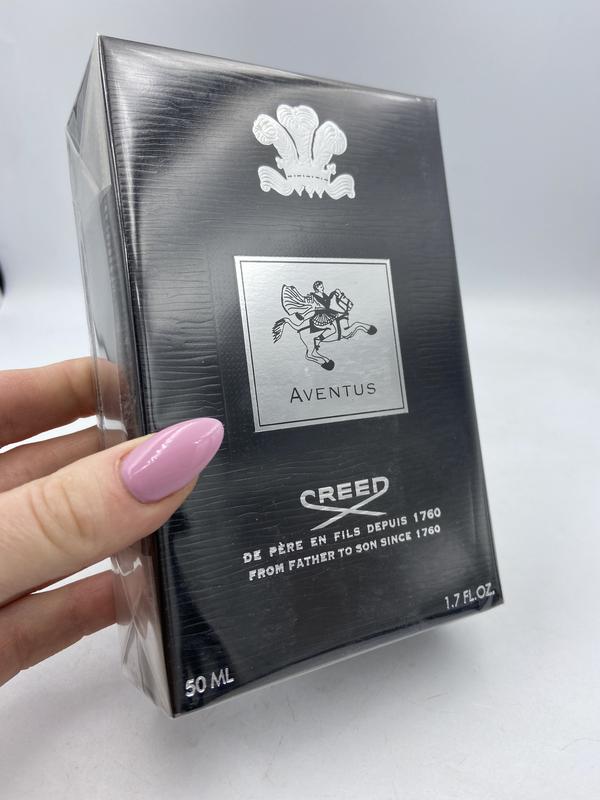 AVENTUS
CREED
DE PÈRE EN FILS DEPUIS 1760
FROM FATHER TO SON SINCE 1760
50 ML
1.7 FL.OZ.